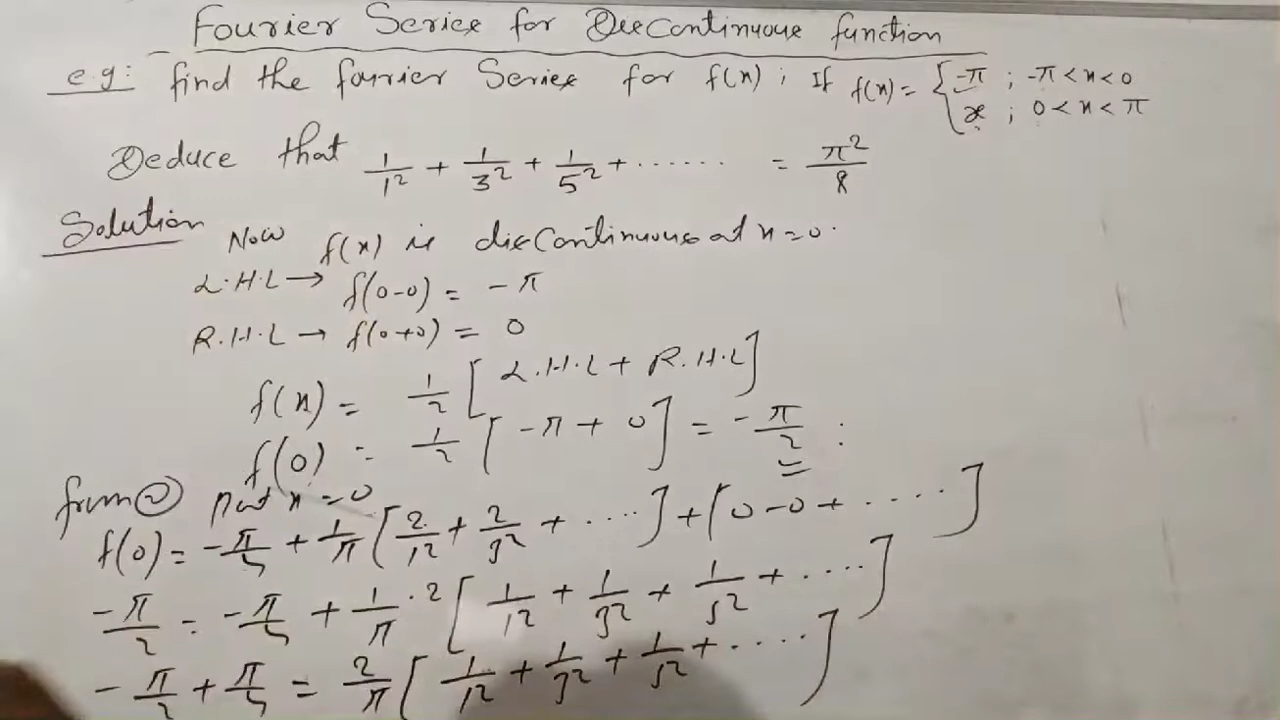 Fourier Series for Discontinuous function
e.g: find the fourier Series for f(x); If f(x) = { -π ; -π < x < 0
x ; 0 < x < π
Deduce that 1/1² + 1/3² + 1/5² + ....... = π²/8
Solution Now f(x) is discontinuous at x=0.
L.H.L → f(0-0) = -π
R.H.L → f(0+0) = 0
f(x) = 1/2 [ L.H.L + R.H.L ]
f(0) = 1/2 [ -π + 0 ] = -π/2 :
from ② put x = 0
f(0) = -π/4 + 1/π [ 2/1² + 2/3² + ..... ] + [ 0 - 0 + ..... ]
-π/2 = -π/4 + 1/π · 2 [ 1/1² + 1/3² + 1/5² + ..... ]
-π/2 + π/4 = 2/π [ 1/1² + 1/3² + 1/5² + ..... ]